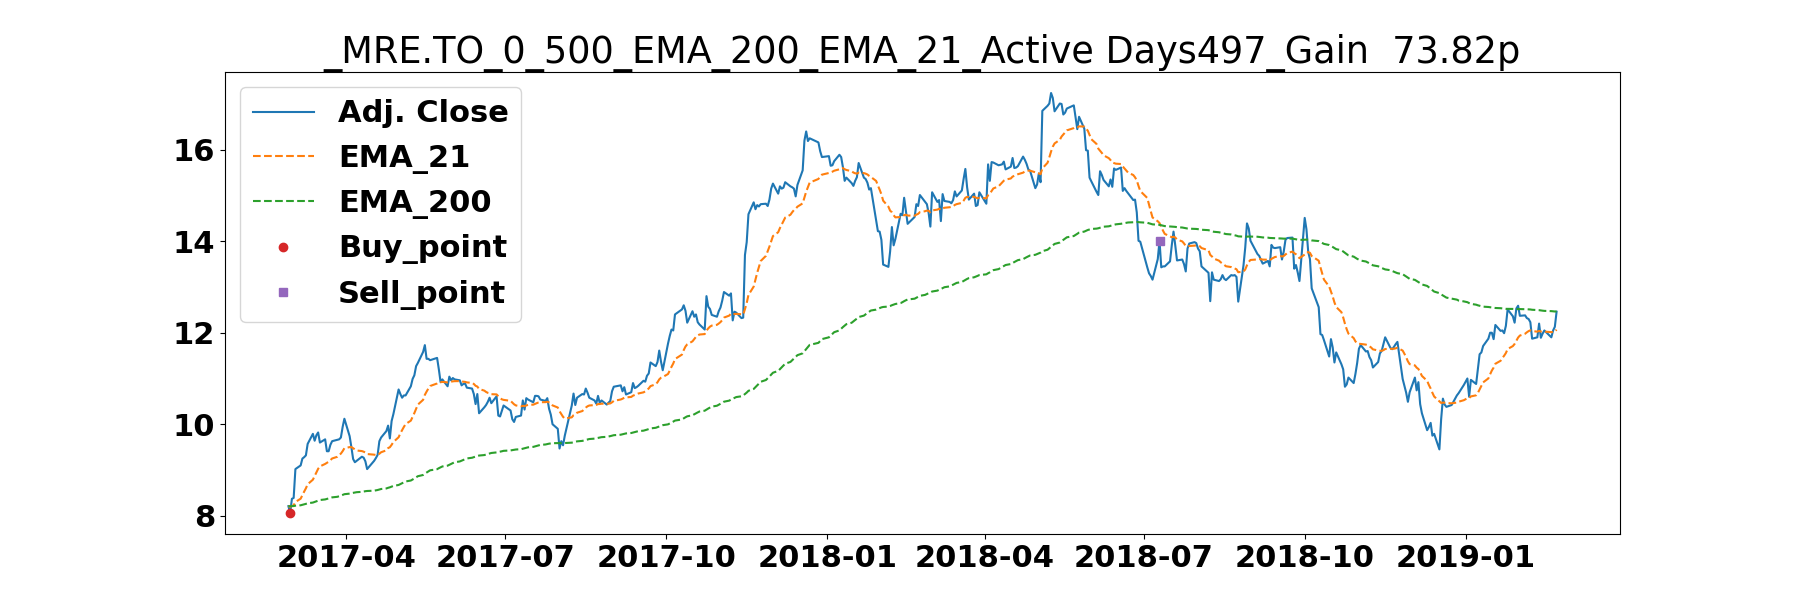 _MRE.TO_0_500_EMA_200_EMA_21_Active Days497_Gain  73.82p
Adj. Close
EMA_21
EMA_200
Buy_point
Sell_point
16
14
12
10
8
2017-04 2017-07 2017-10 2018-01 2018-04 2018-07 2018-10 2019-01